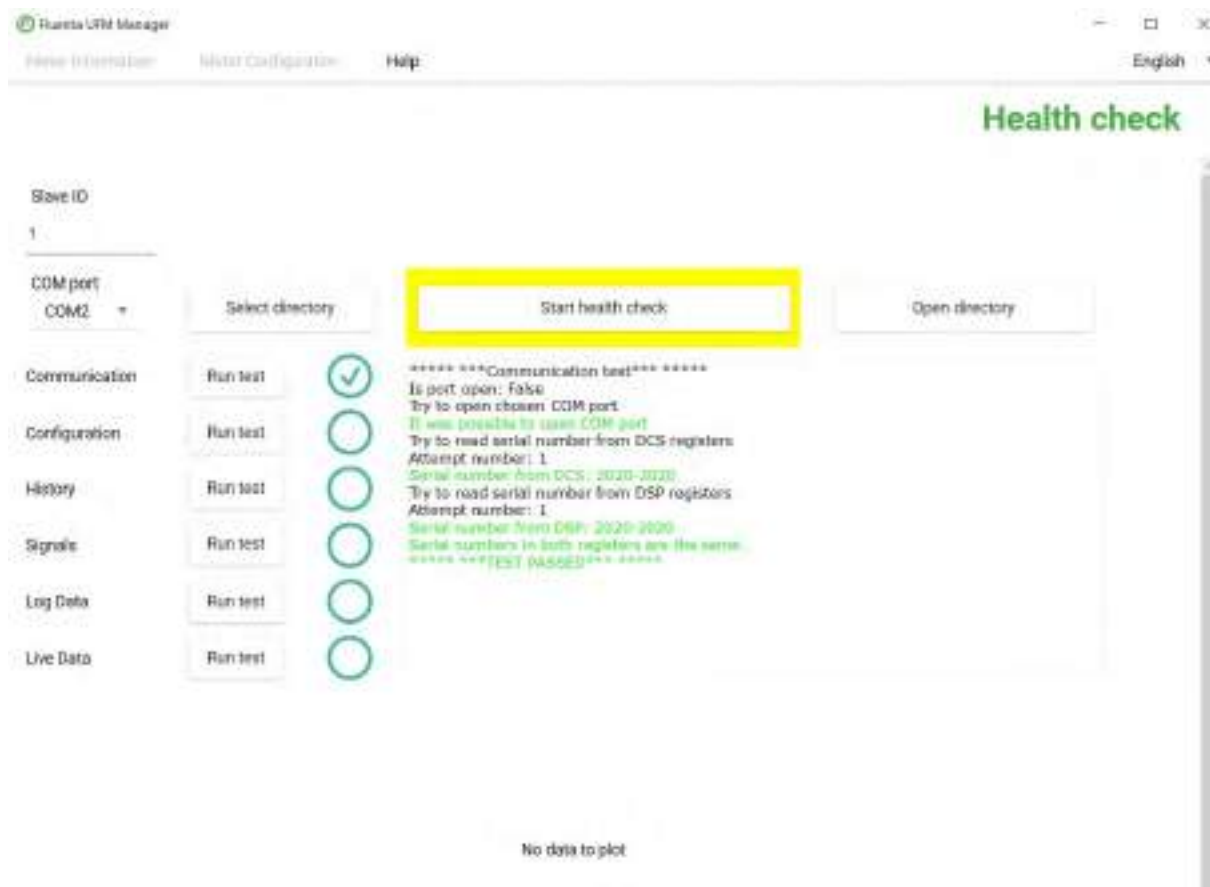 UFM Manager
Help
English
Health check
Slave ID
1
COM port
COM2
Select directory
Start health check
Open directory
Communication
Run test
***** ***Communication test*** *****
Is port open: False
Try to open chosen COM port
It was possible to open COM port
Configuration
Run test
Try to read serial number from DCS registers
Attempt number: 1
Serial number from DCS: 2020-2020
History
Run test
Try to read serial number from DSP registers
Attempt number: 1
Serial number from DSP: 2020-2020
Signals
Run test
Serial numbers in both registers are the same.
***** ***TEST PASSED*** *****
Log Data
Run test
Live Data
Run test
No data to plot